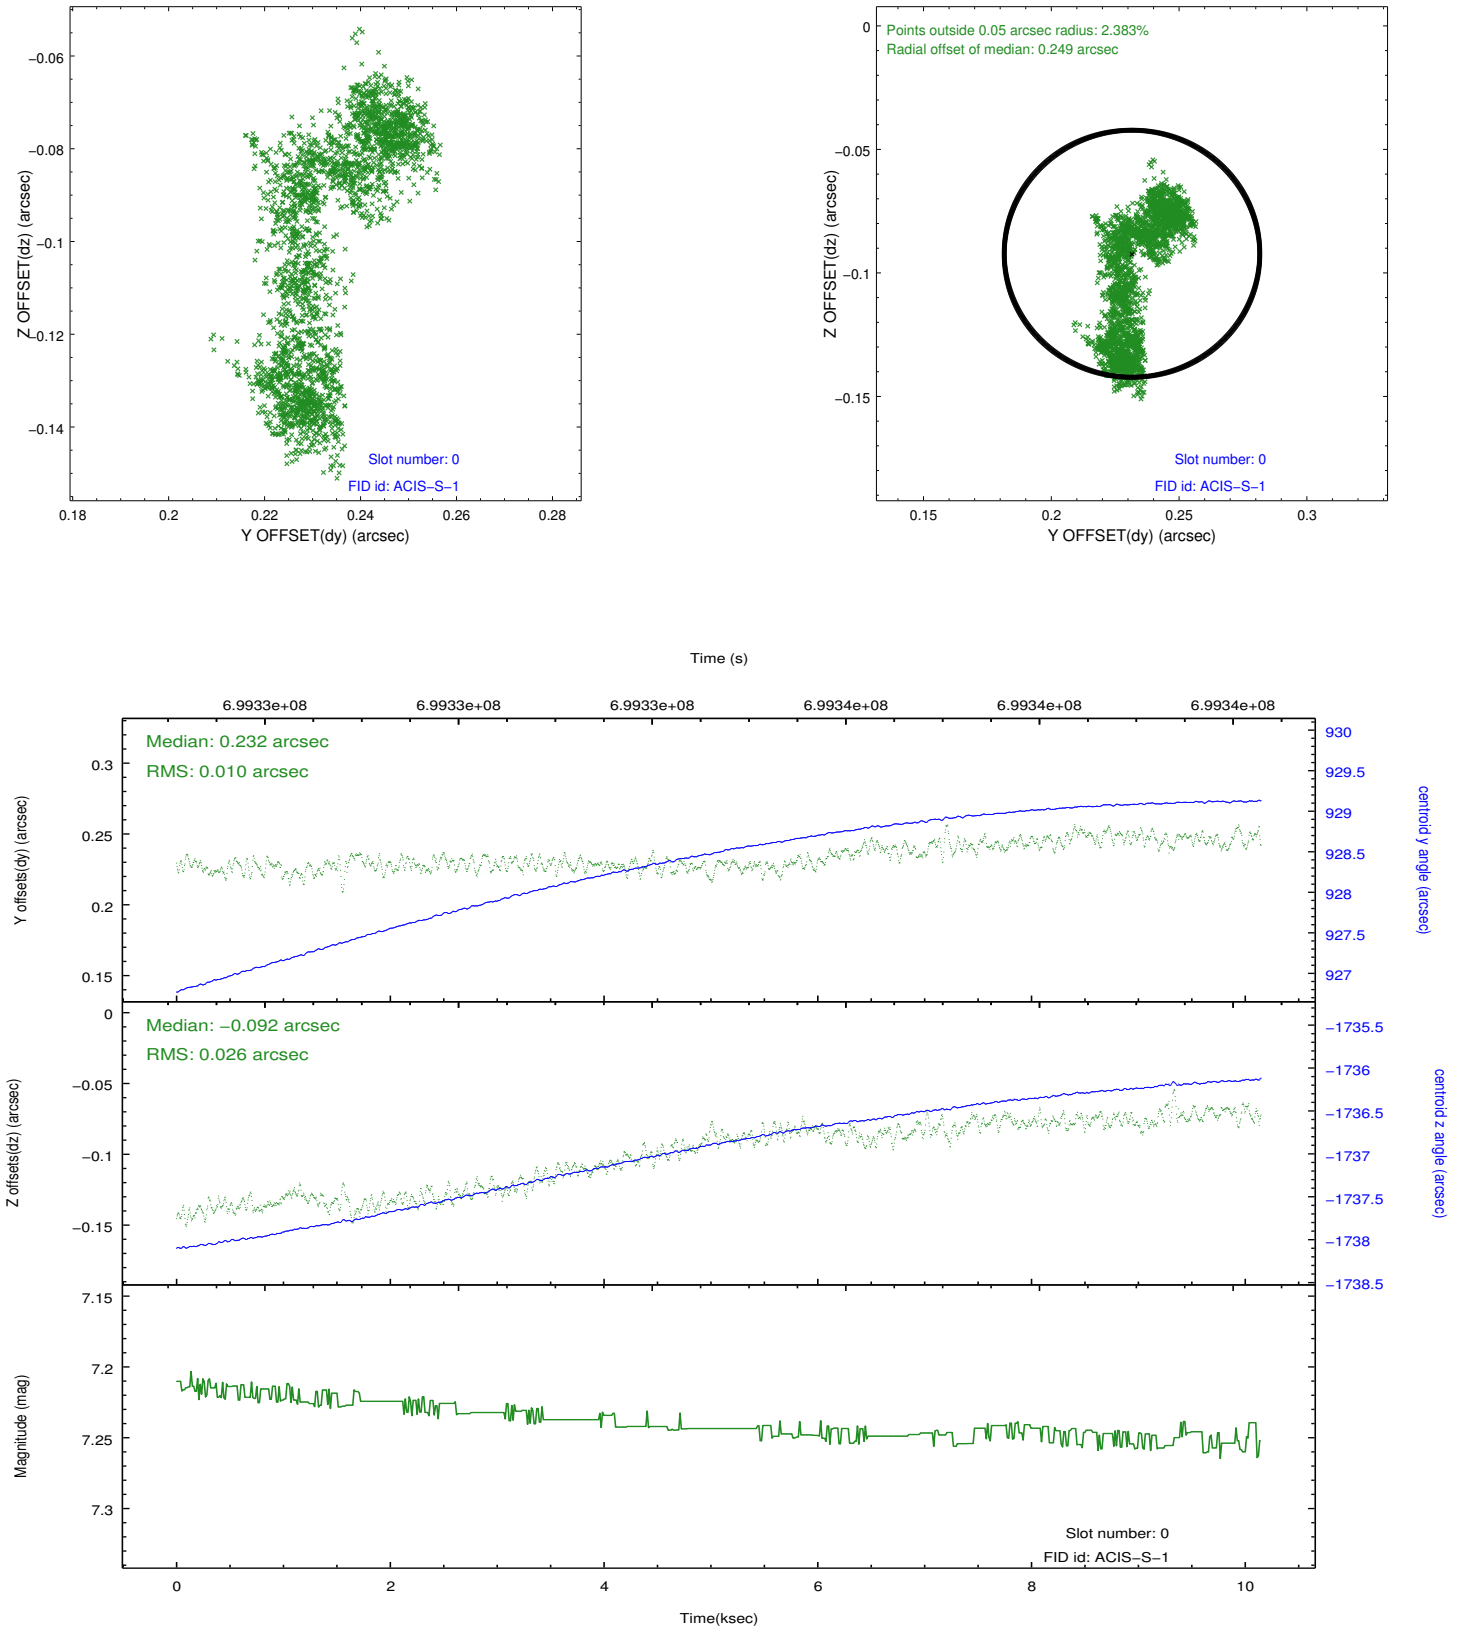 −0.06
−0.08
−0.1
−0.12
−0.14
Z OFFSET(dz) (arcsec)
0.18 0.2 0.22 0.24 0.26 0.28
Y OFFSET(dy) (arcsec)
Slot number: 0
FID id: ACIS−S−1
Points outside 0.05 arcsec radius: 2.383%
Radial offset of median: 0.249 arcsec
0
−0.05
−0.1
−0.15
Z OFFSET(dz) (arcsec)
0.15 0.2 0.25 0.3
Y OFFSET(dy) (arcsec)
Slot number: 0
FID id: ACIS−S−1
Time (s)
6.9933e+08 6.9933e+08 6.9933e+08 6.9934e+08 6.9934e+08 6.9934e+08
Median: 0.232 arcsec
RMS: 0.010 arcsec
0.3
0.25
0.2
0.15
Y offsets(dy) (arcsec)
930
929.5
929
928.5
928
927.5
927
centroid y angle (arcsec)
Median: −0.092 arcsec
RMS: 0.026 arcsec
0
−0.05
−0.1
−0.15
Z offsets(dz) (arcsec)
−1735.5
−1736
−1736.5
−1737
−1737.5
−1738
−1738.5
centroid z angle (arcsec)
7.15
7.2
7.25
7.3
Magnitude (mag)
Slot number: 0
FID id: ACIS−S−1
0 2 4 6 8 10
Time(ksec)